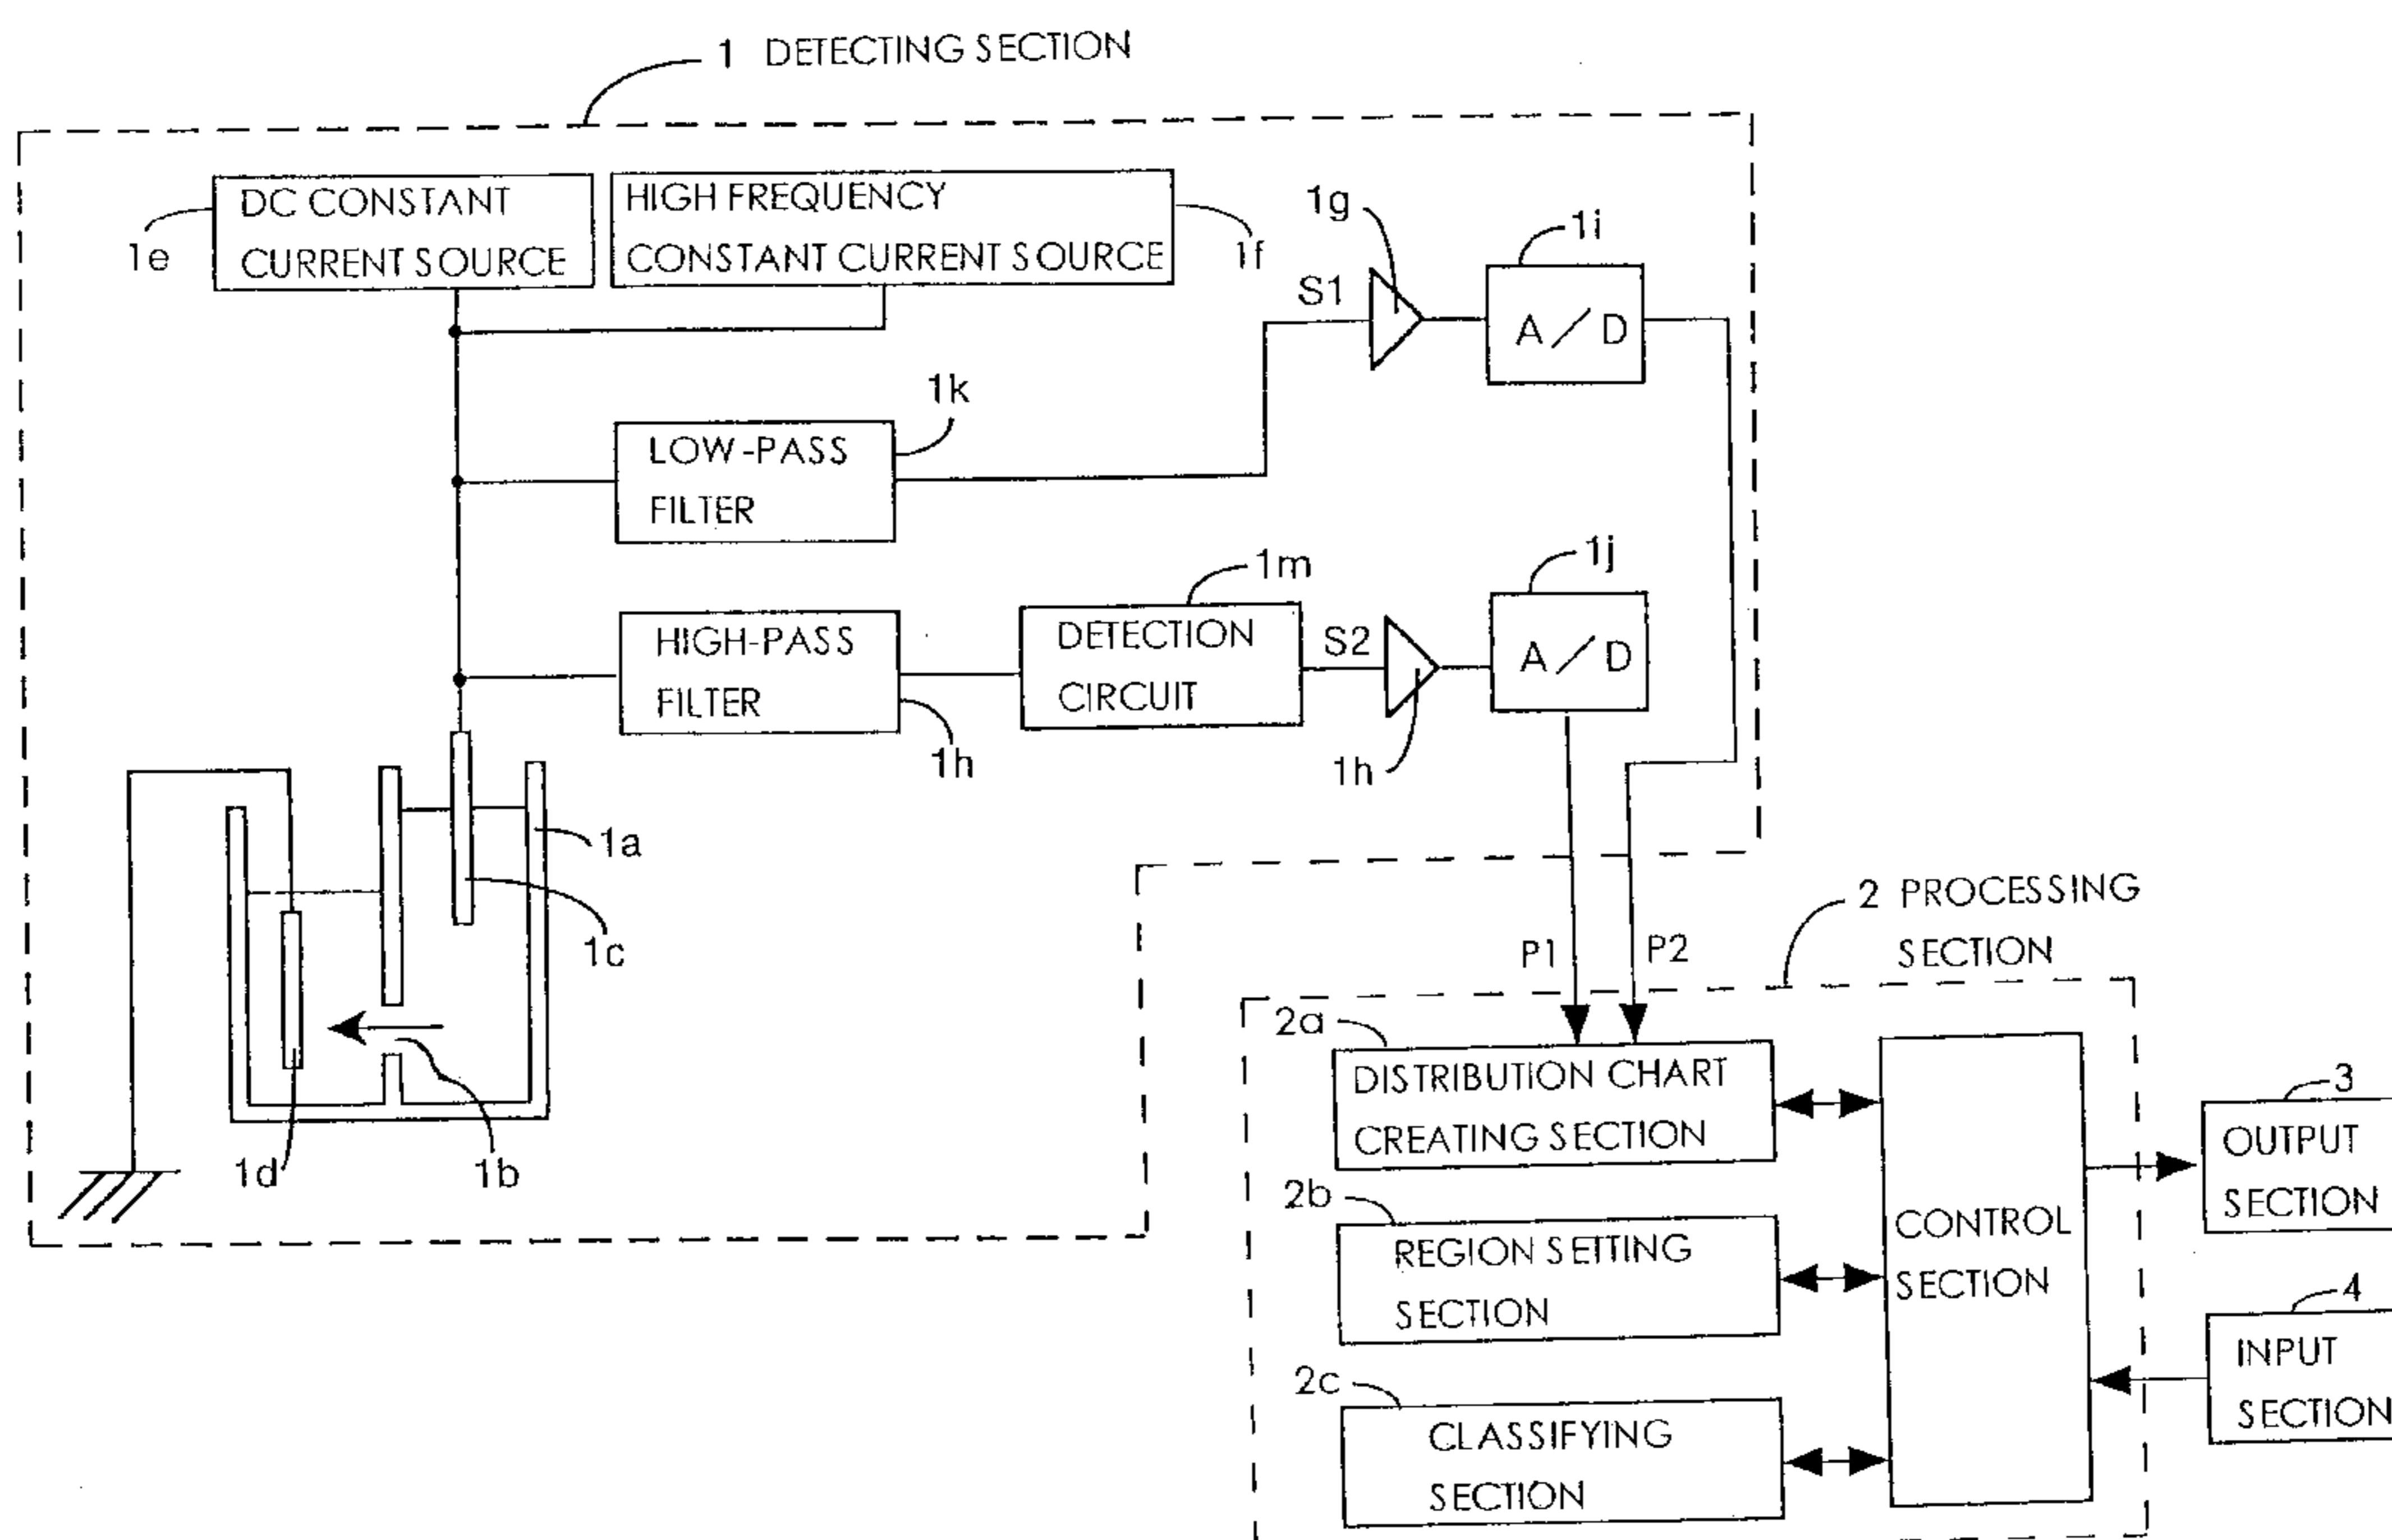 1 DETECTING SECTION
DC CONSTANT
CURRENT SOURCE
1e
HIGH FREQUENCY
CONSTANT CURRENT SOURCE
1f
1g
S1
1i
A/D
1k
LOW-PASS
FILTER
1m
1j
HIGH-PASS
FILTER
1h
DETECTION
CIRCUIT
S2
1h
A/D
1a
1c
1d
1b
P1
P2
2 PROCESSING
SECTION
2a
DISTRIBUTION CHART
CREATING SECTION
2b
REGION SETTING
SECTION
2c
CLASSIFYING
SECTION
CONTROL
SECTION
3
OUTPUT
SECTION
4
INPUT
SECTION